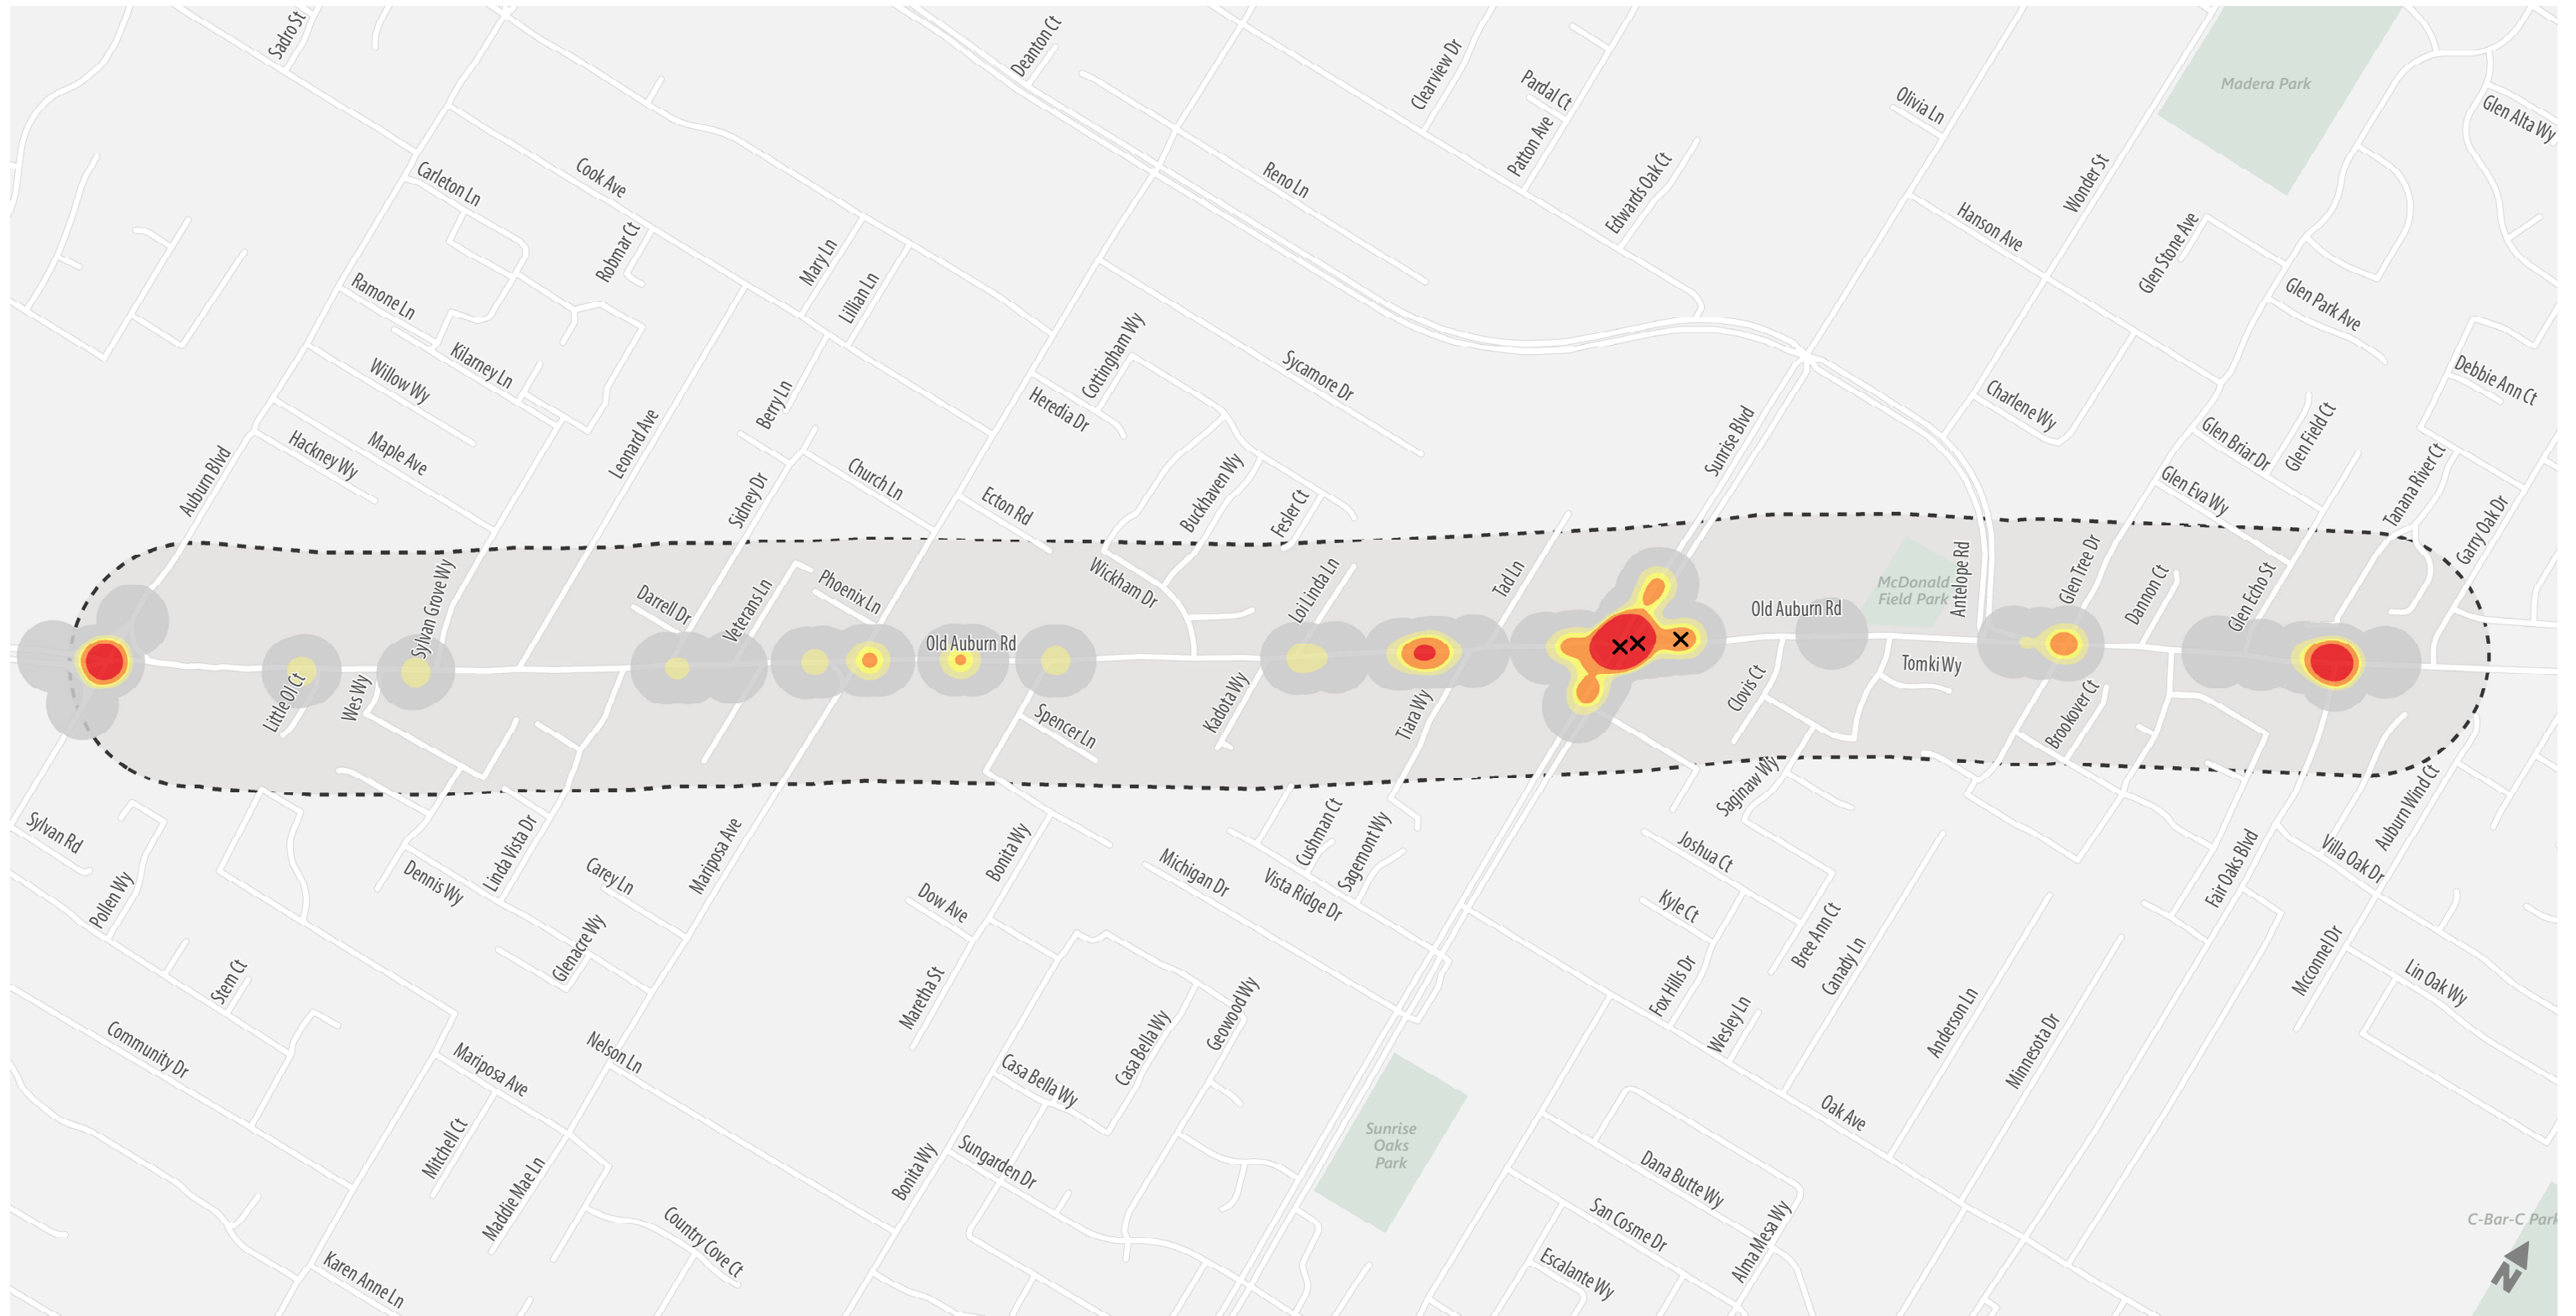 Sadro St
Deanton Ct
Clearview Dr
Pardal Ct
Patton Ave
Olivia Ln
Madera Park
Glen Alta Wy
Carleton Ln
Cook Ave
Reno Ln
Edwards Oak Ct
Wonder St
Hanson Ave
Glen Stone Ave
Robmar Ct
Mary Ln
Lillian Ln
Ramone Ln
Glen Park Ave
Kilarney Ln
Willow Wy
Cottingham Wy
Heredia Dr
Sycamore Dr
Debbie Ann Ct
Charlene Wy
Berry Ln
Leonard Ave
Sunrise Blvd
Glen Briar Dr
Glen Field Ct
Hackney Wy
Maple Ave
Auburn Blvd
Church Ln
Sidney Dr
Ecton Rd
Buckhaven Wy
Fesler Ct
Glen Eva Wy
Tanana River Ct
Garry Oak Dr
Sylvan Grove Wy
Darrell Dr
Veterans Ln
Phoenix Ln
Wickham Dr
Loi Linda Ln
Tad Ln
McDonald
Field Park
Antelope Rd
Glen Tree Dr
Dannon Ct
Glen Echo St
Old Auburn Rd
Old Auburn Rd
Tomki Wy
Little Ol Ct
Wes Wy
Spencer Ln
Kadota Wy
Tiara Wy
Clovis Ct
Brookover Ct
Saginaw Wy
Sylvan Rd
Pollen Wy
Dennis Wy
Linda Vista Dr
Carey Ln
Mariposa Ave
Bonita Wy
Dow Ave
Michigan Dr
Cushman Ct
Sagemont Wy
Vista Ridge Dr
Joshua Ct
Kyle Ct
Bree Ann Ct
Canady Ln
Fair Oaks Blvd
Villa Oak Dr
Auburn Wind Ct
Stem Ct
Glenacre Wy
Maretha St
Geowood Wy
Fox Hills Dr
Wesley Ln
Anderson Ln
Minnesota Dr
Mcconnel Dr
Lin Oak Wy
Community Dr
Mariposa Ave
Nelson Ln
Casa Bella Wy
Casa Bella Wy
Oak Ave
Mitchell Ct
Maddie Mae Ln
Bonita Wy
Sungarden Dr
Sunrise
Oaks
Park
Dana Butte Wy
San Cosme Dr
Alma Mesa Wy
Country Cove Ct
Karen Anne Ln
Escalante Wy
C-Bar-C Park
N